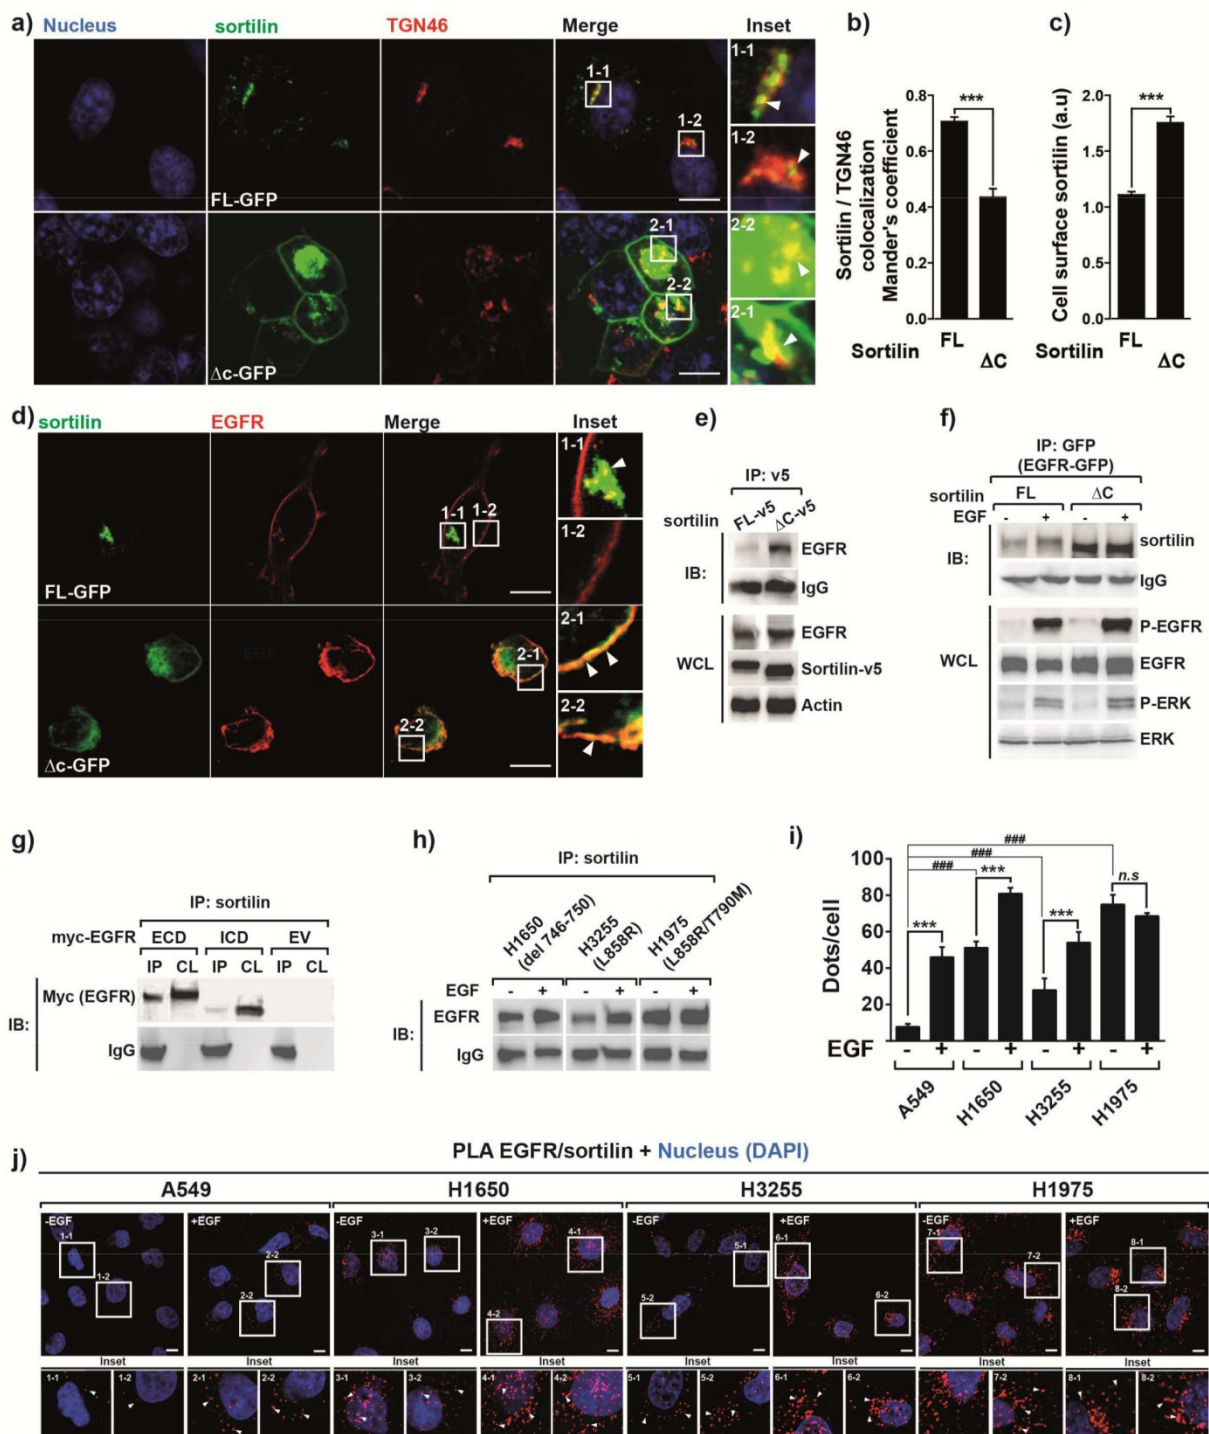 a)
Nucleus
sortilin
TGN46
Merge
Inset
1-1
1-2
1-1
1-2
FL-GFP
2-1
2-2
2-2
2-1
Δc-GFP
b)
Sortilin / TGN46
colocalization
Mander's coefficient
0.8
0.6
0.4
0.2
0.0
***
Sortilin
FL
ΔC
c)
Cell surface sortilin (a.u)
2.0
1.5
1.0
0.5
0.0
***
Sortilin
FL
ΔC
d)
sortilin
EGFR
Merge
Inset
1-1
1-2
1-1
1-2
FL-GFP
EGF
2-1
2-2
2-1
2-2
Δc-GFP
e)
IP: v5
sortilin
FL-v5
ΔC-v5
IB:
EGFR
IgG
WCL
EGFR
Sortilin-v5
Actin
f)
IP: GFP
(EGFR-GFP)
sortilin
FL
ΔC
EGF
- + - +
IB:
sortilin
IgG
WCL
P-EGFR
EGFR
P-ERK
ERK
g)
IP: sortilin
myc-EGFR
ECD ICD EV
IP CL IP CL IP CL
IB:
Myc (EGFR)
IgG
h)
IP: sortilin
H1650
(del 746-750)
H3255
(L858R)
H1975
(L858R/T790M)
EGF
- + - + - +
IB:
EGFR
IgG
i)
Dots/cell
100
80
60
40
20
###
###
###
***
***
***
n.s
EGF
- + - + - + - +
A549
H1650
H3255
H1975
j)
PLA EGFR/sortilin + Nucleus (DAPI)
A549 H1650 H3255 H1975
-EGF +EGF -EGF +EGF -EGF +EGF -EGF +EGF
1-1
1-2
2-2
2-2
3-1
3-2
4-1
4-2
5-1
5-2
6-1
6-2
7-1
7-2
8-1
8-2
Inset Inset Inset Inset Inset Inset Inset Inset
1-1 1-2 2-1 2-2 3-1 3-2 4-1 4-2 5-1 5-2 6-1 6-2 7-2 8-1 8-2